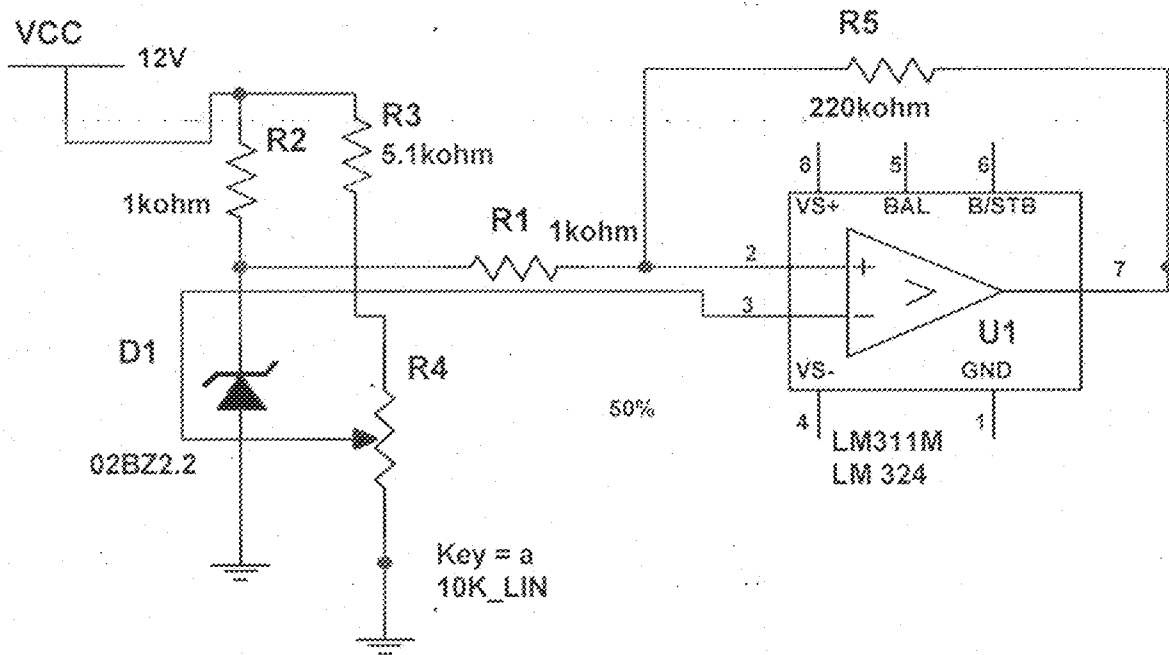 VCC
12V
R5
220kohm
R2
1kohm
R3
5.1kohm
R1
1kohm
8
5
6
VS+
BAL
B/STB
2
3
7
U1
VS-
GND
4
1
LM311M
LM 324
D1
02BZ2.2
R4
50%
Key = a
10K_LIN